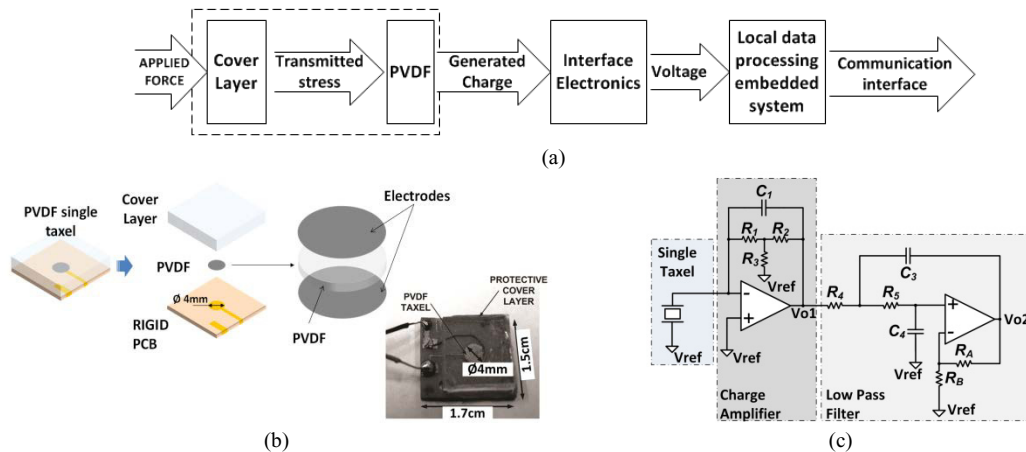 APPLIED
FORCE
Cover
Layer
Transmitted
stress
PVDF
Generated
Charge
Interface
Electronics
Voltage
Local data
processing
embedded
system
Communication
interface
(a)
PVDF single
taxel
Cover
Layer
PVDF
Ø 4mm
RIGID
PCB
Electrodes
PVDF
PROTECTIVE
COVER
LAYER
PVDF
TAXEL
Ø4mm
1.5cm
1.7cm
(b)
Single
Taxel
Vref
C1
R1
R2
R3
Vref
-
+
Vref
Vo1
Charge
Amplifier
R4
C3
R5
C4
Vref
+
-
Vo2
RA
RB
Vref
Low Pass
Filter
(c)